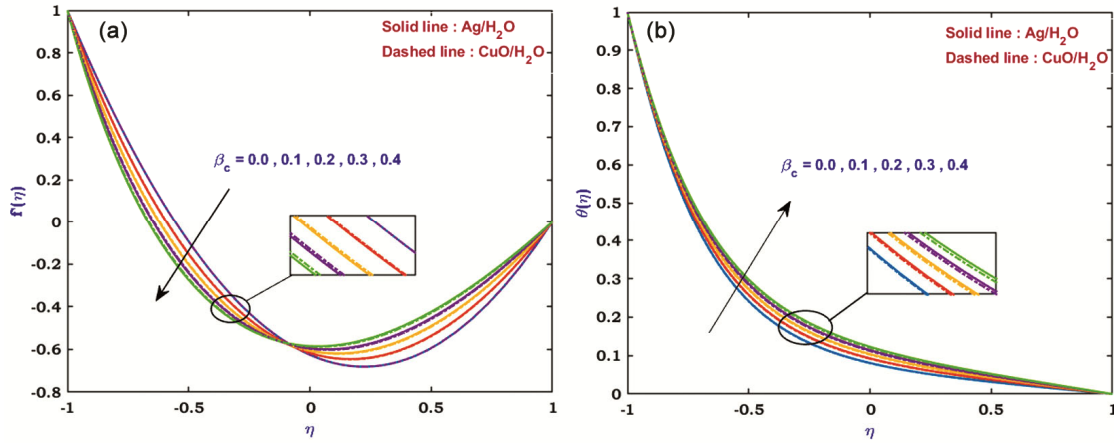 (a)
Solid line : Ag/H2O
Dashed line : CuO/H2O
βc = 0.0 , 0.1 , 0.2 , 0.3 , 0.4
f'(η)
1
0.8
0.6
0.4
0.2
0
-0.2
-0.4
-0.6
-0.8
-1
-0.5
0
0.5
1
η
(b)
Solid line : Ag/H2O
Dashed line : CuO/H2O
βc = 0.0 , 0.1 , 0.2 , 0.3 , 0.4
θ(η)
1
0.9
0.8
0.7
0.6
0.5
0.4
0.3
0.2
0.1
0
-1
-0.5
0
0.5
1
η